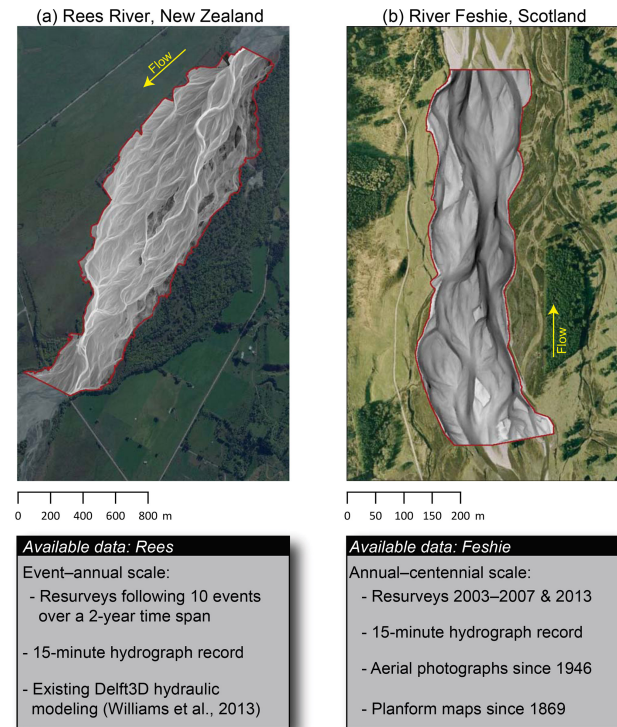 (a) Rees River, New Zealand
Flow
0 200 400 600 800 m
Available data: Rees
Event–annual scale:
- Resurveys following 10 events
over a 2-year time span
- 15-minute hydrograph record
- Existing Delft3D hydraulic
modeling (Williams et al., 2013)
(b) River Feshie, Scotland
Flow
0 50 100 150 200 m
Available data: Feshie
Annual–centennial scale:
- Resurveys 2003–2007 & 2013
- 15-minute hydrograph record
- Aerial photographs since 1946
- Planform maps since 1869